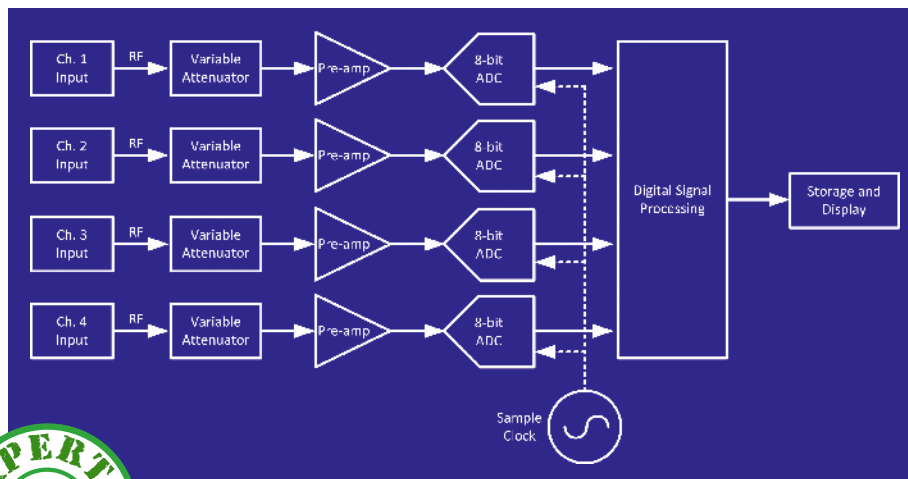 Ch. 1
Input
RF
Variable
Attenuator
Pre-amp
8-bit
ADC
Ch. 2
Input
RF
Variable
Attenuator
Pre-amp
8-bit
ADC
Digital Signal
Processing
Storage and
Display
Ch. 3
Input
RF
Variable
Attenuator
Pre-amp
8-bit
ADC
Ch. 4
Input
RF
Variable
Attenuator
Pre-amp
8-bit
ADC
Sample
Clock
PERT